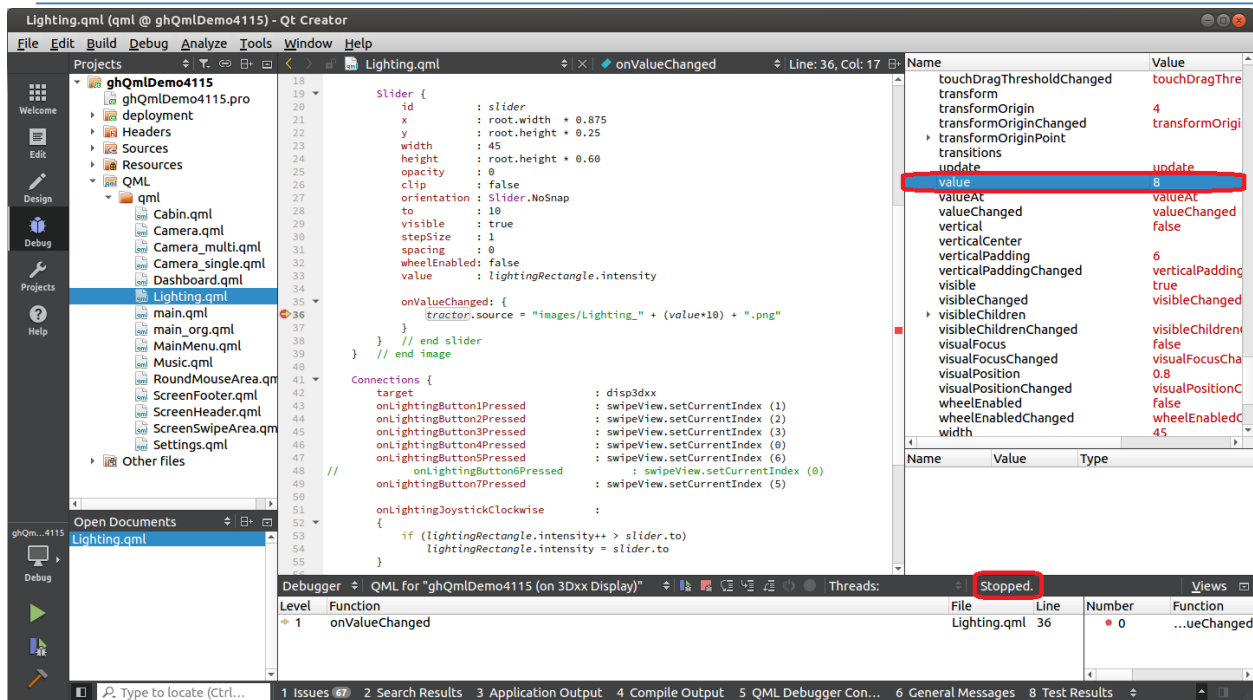 Lighting.qml (qml @ ghQmlDemo4115) - Qt Creator
File Edit Build Debug Analyze Tools Window Help
Projects
Lighting.qml
onValueChanged
Line: 36, Col: 17
Welcome
Edit
Design
Debug
Projects
Help
ghQmlDemo4115
ghQmlDemo4115.pro
deployment
Headers
Sources
Resources
QML
qml
Cabin.qml
Camera.qml
Camera_multi.qml
Camera_single.qml
Dashboard.qml
Lighting.qml
main.qml
main_org.qml
MainMenu.qml
Music.qml
RoundMouseArea.qm
ScreenFooter.qml
ScreenHeader.qml
ScreenSwipeArea.qm
Settings.qml
Other files
Open Documents
Lighting.qml
ghQm...4115
Debug
18
19 Slider {
20 id : slider
21 x : root.width * 0.875
22 y : root.height * 0.25
23 width : 45
24 height : root.height * 0.60
25 opacity : 0
26 clip : false
27 orientation : Slider.NoSnap
28 to : 10
29 visible : true
30 stepSize : 1
31 spacing : 0
32 wheelEnabled: false
33 value : lightingRectangle.intensity
34
35 onValueChanged: {
36 tractor.source = "images/Lighting_" + (value*10) + ".png"
37 }
38 } // end slider
39 } // end image
40
41 Connections {
42 target : disp3dxx
43 onLightingButton1Pressed : swipeView.setCurrentIndex (1)
44 onLightingButton2Pressed : swipeView.setCurrentIndex (2)
45 onLightingButton3Pressed : swipeView.setCurrentIndex (3)
46 onLightingButton4Pressed : swipeView.setCurrentIndex (0)
47 onLightingButton5Pressed : swipeView.setCurrentIndex (6)
48 // onLightingButton6Pressed : swipeView.setCurrentIndex (0)
49 onLightingButton7Pressed : swipeView.setCurrentIndex (5)
50
51 onLightingJoystickClockwise :
52 {
53 if (lightingRectangle.intensity++ > slider.to)
54 lightingRectangle.intensity = slider.to
55 }
Name Value
touchDragThresholdChanged touchDragThre
transform
transformOrigin 4
transformOriginChanged transformOrigi
transformOriginPoint
transitions
update update
value 8
valueAt valueAt
valueChanged valueChanged
vertical false
verticalCenter
verticalPadding 6
verticalPaddingChanged verticalPadding
visible true
visibleChanged visibleChanged
visibleChildren
visibleChildrenChanged visibleChildren
visualFocus false
visualFocusChanged visualFocusCha
visualPosition 0.8
visualPositionChanged visualPositionC
wheelEnabled false
wheelEnabledChanged wheelEnabledC
width 45
Name Value Type
Debugger QML for "ghQmlDemo4115 (on 3Dxx Display)" Threads: Stopped. Views
Level Function File Line Number Function
1 onValueChanged Lighting.qml 36 0 ...ueChanged
Type to locate (Ctrl... 1 Issues 67 2 Search Results 3 Application Output 4 Compile Output 5 QML Debugger Con... 6 General Messages 8 Test Results